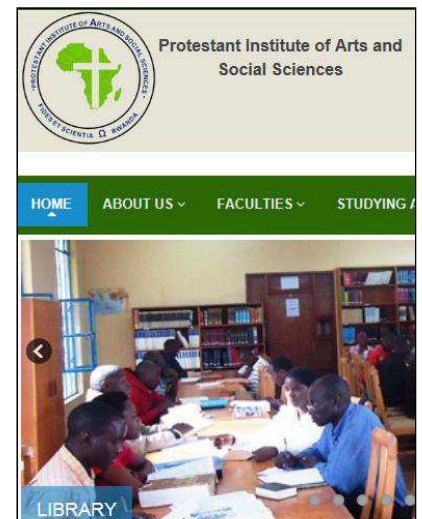 PROTESTANT INSTITUTE OF ARTS AND SOCIAL SCIENCES
FIDES ET SCIENTIA Ω RWANDA
Protestant Institute of Arts and
Social Sciences
HOME ABOUT US FACULTIES STUDYING A
LIBRARY